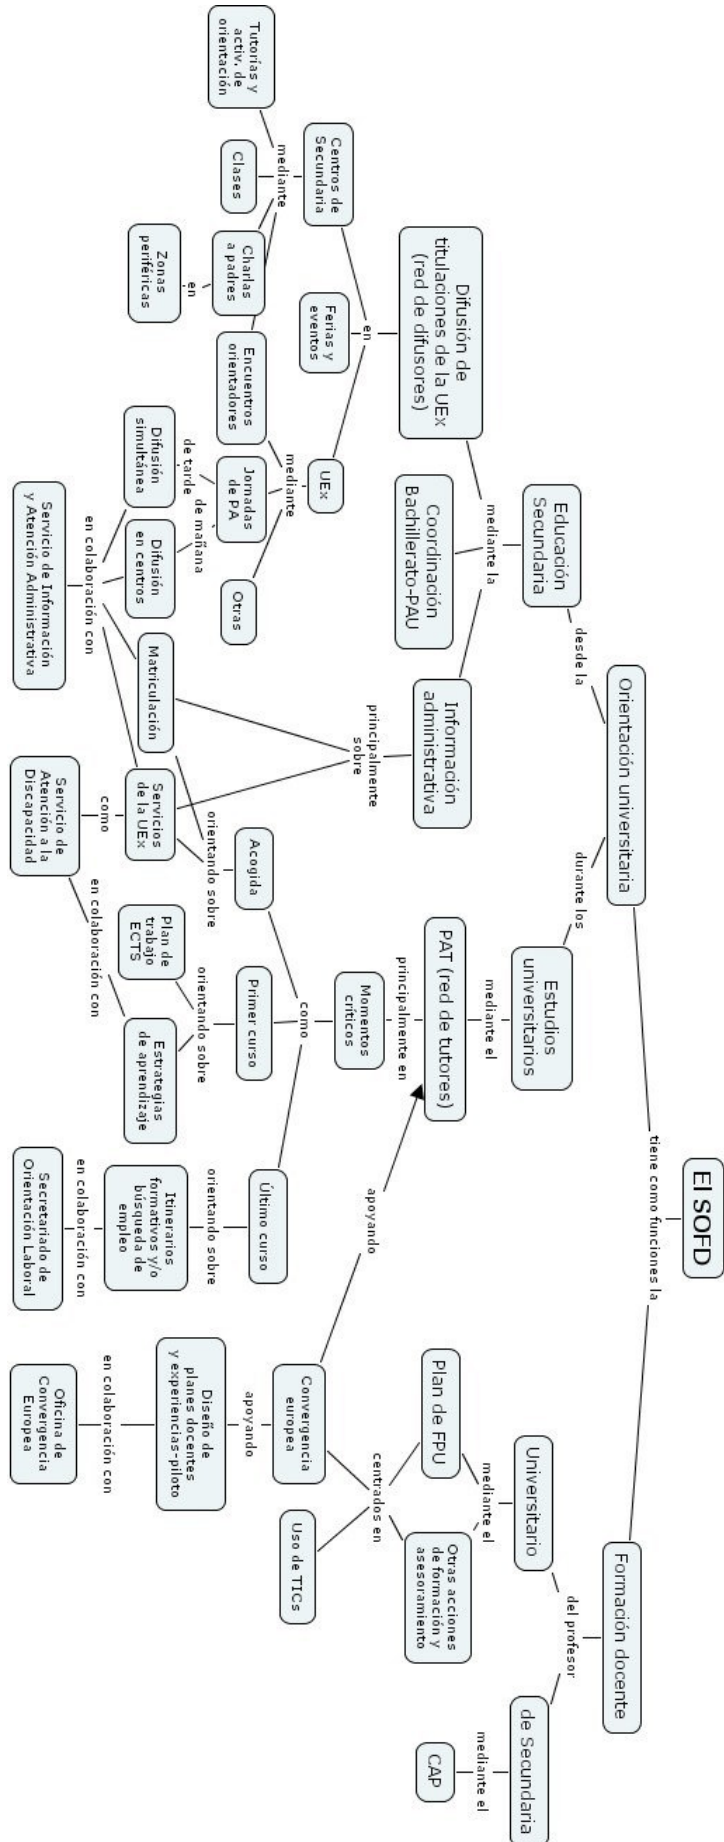 El SOFD
tiene como funciones la
Orientación universitaria
Formación docente
desde la
durante los
del profesor
Educación
Secundaria
Estudios
universitarios
Universitario
de Secundaria
mediante la
mediante el
mediante el
mediante el
Difusión de
titulaciones de la UEx
(red de difusores)
Coordinación
Bachillerato-PAU
Información
administrativa
PAT (red de tutores)
Plan de FPU
Otras acciones
de formación y
asesoramiento
CAP
en
principalmente
sobre
principalmente en
apoyando
centrados en
Centros de
Secundaria
Ferias y
eventos
UEx
Momentos
críticos
Convergencia
europea
Uso de TICs
mediante
mediante
como
apoyando
Tutorías y
activ. de
orientación
Clases
Charlas
a padres
Encuentros
orientadores
Jornadas
de PA
Otras
Acogida
Primer curso
Último curso
en
de tarde
de mañana
orientando sobre
orientando sobre
orientando sobre
Zonas
periféricas
Difusión
simultánea
Difusión
en centros
Matriculación
Servicios
de la UEx
Plan de
trabajo
ECTS
Estrategias
de aprendizaje
Itinerarios
formativos y/o
búsqueda de
empleo
Diseño de
planes docentes
y experiencias-piloto
en colaboración con
como
en colaboración con
en colaboración con
en colaboración con
Servicio de Información
y Atención Administrativa
Servicio de
Atención a la
Discapacidad
Secretariado de
Orientación Laboral
Oficina de
Convergencia
Europea